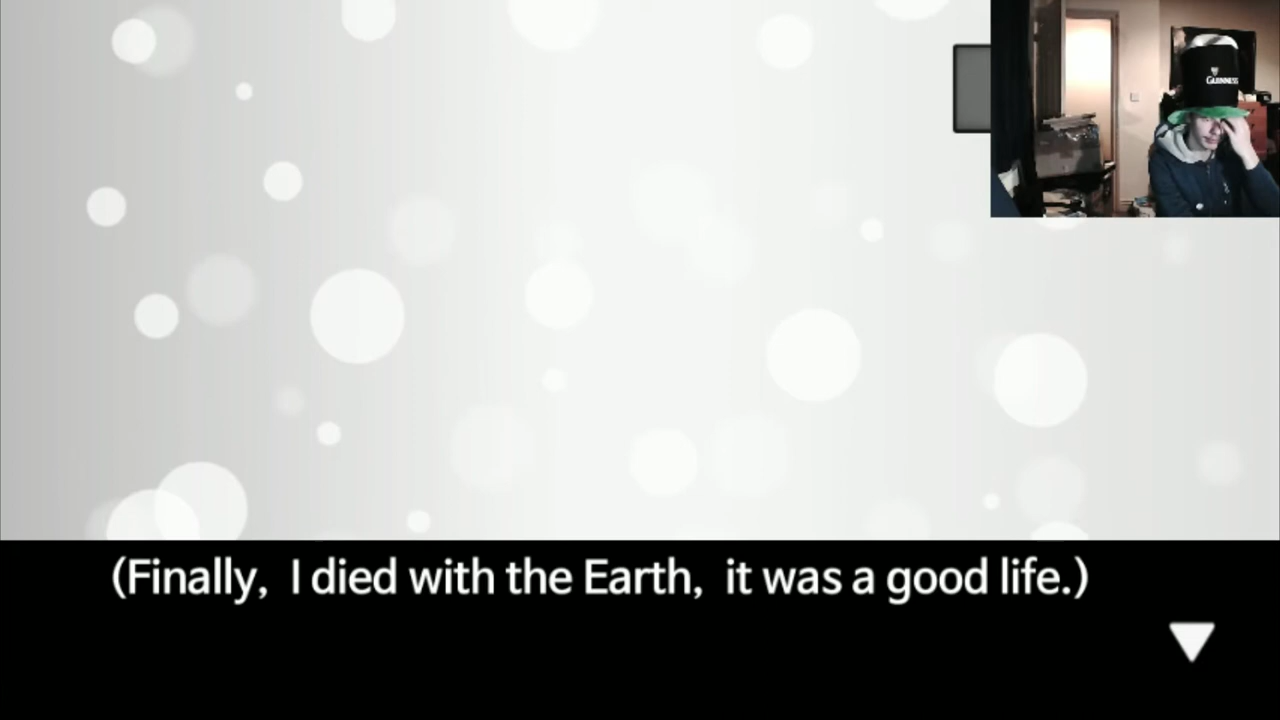 GUINNESS
(Finally, I died with the Earth, it was a good life.)